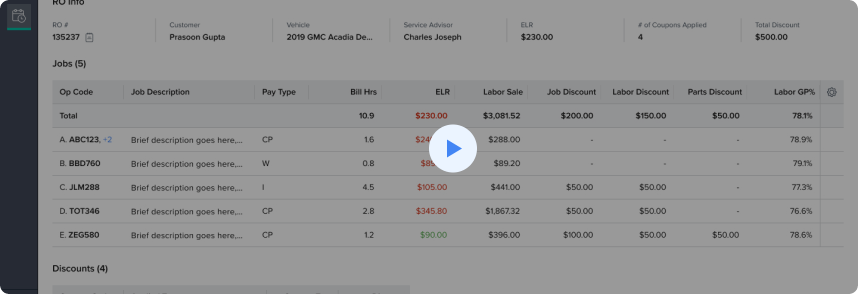 RO Info
RO # Customer Vehicle Service Advisor ELR # of Coupons Applied Total Discount
135237 Prasoon Gupta 2019 GMC Acadia De... Charles Joseph $230.00 4 $500.00
Jobs (5)
Op Code Job Description Pay Type Bill Hrs ELR Labor Sale Job Discount Labor Discount Parts Discount Labor GP%
Total 10.9 $230.00 $3,081.52 $200.00 $150.00 $50.00 78.1%
A. ABC123, +2 Brief description goes here,... CP 1.6 $288.00 - - - 78.9%
B. BBD760 Brief description goes here,... W 0.8 $89.20 - - - 79.1%
C. JLM288 Brief description goes here,... I 4.5 $105.00 $441.00 $50.00 $50.00 - 77.3%
D. TOT346 Brief description goes here,... CP 2.8 $345.80 $1,867.32 $50.00 $50.00 - 76.6%
E. ZEG580 Brief description goes here,... CP 1.2 $90.00 $396.00 $100.00 $50.00 $50.00 78.6%
Discounts (4)